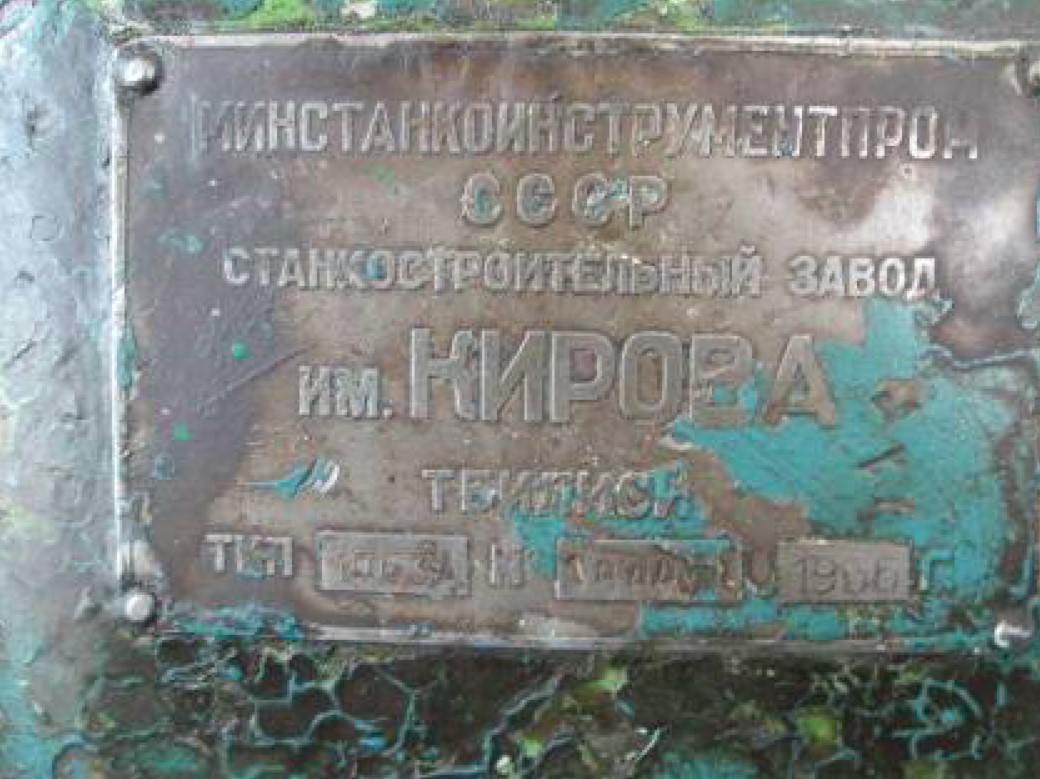 МИНСТАНКОИНСТРУМЕНТПРОМ
СССР
СТАНКОСТРОИТЕЛЬНЫЙ ЗАВОД
ИМ. КИРОВА
ТБИЛИСИ
ТИП N Г.